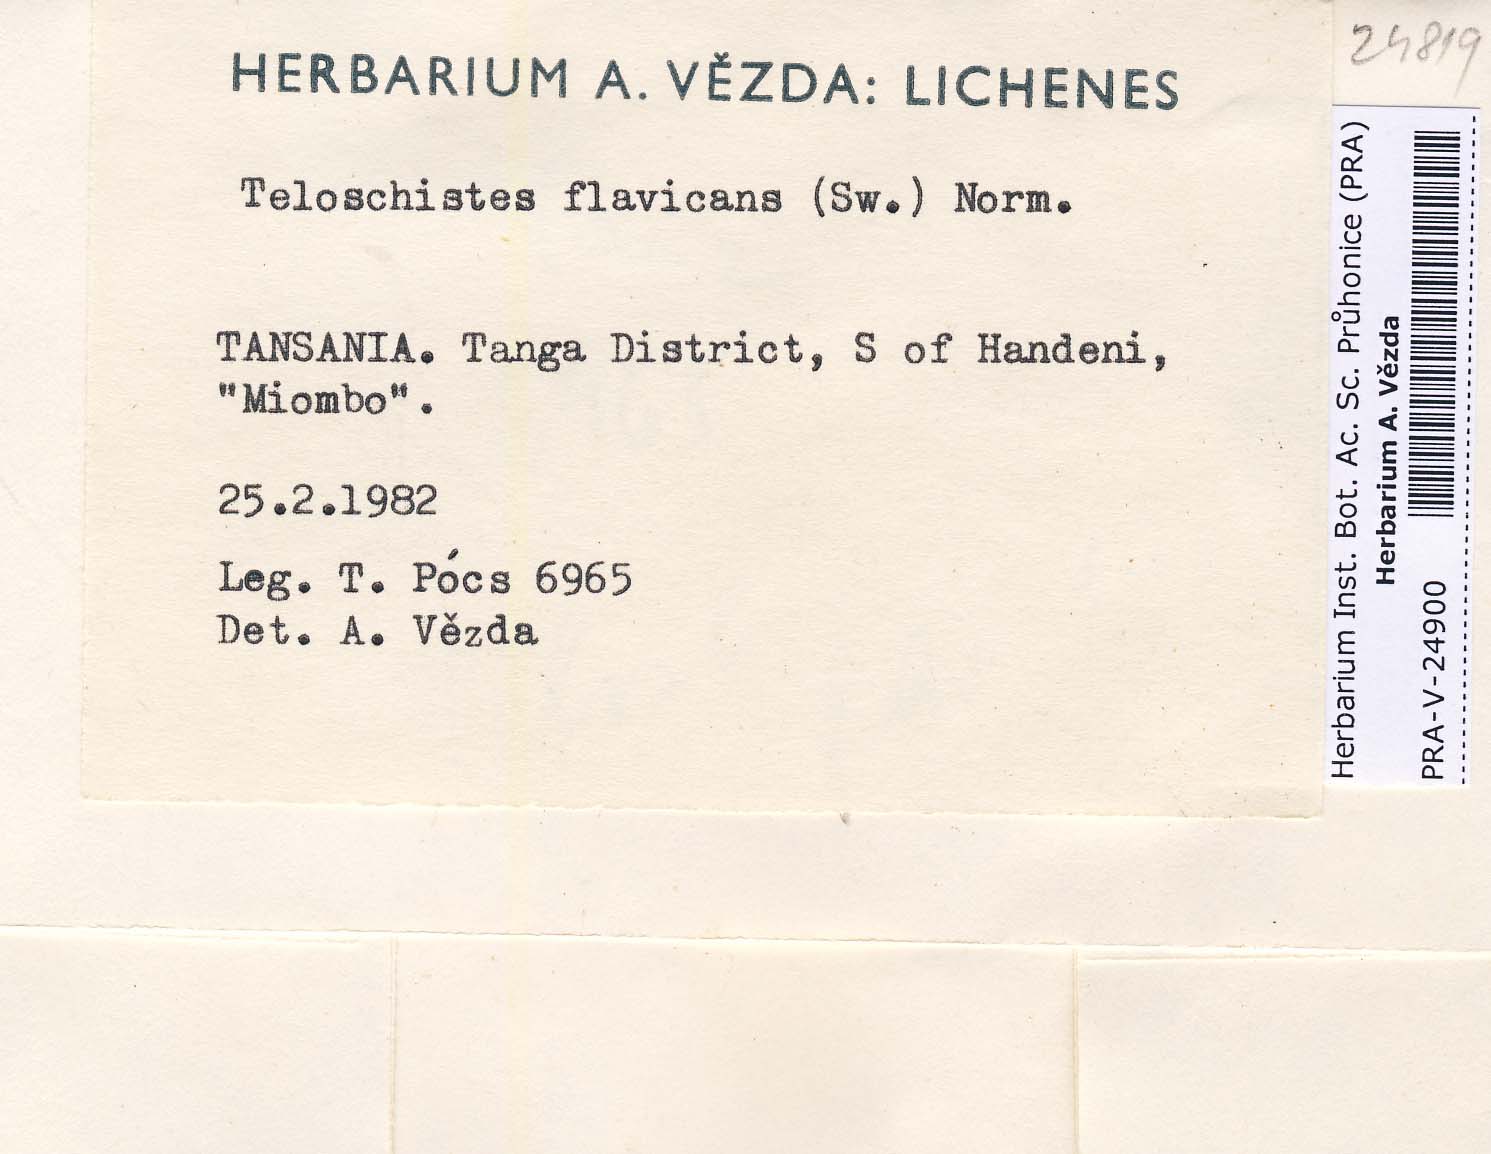 HERBARIUM A. VĚZDA: LICHENES
Teloschistes flavicans (Sw.) Norm.
TANSANIA. Tanga District, S of Handeni,
"Miombo".
25.2.1982
Leg. T. Pócs 6965
Det. A. Vězda
24819
Herbarium Inst. Bot. Ac. Sc. Průhonice (PRA)
Herbarium A. Vězda
PRA-V-24900